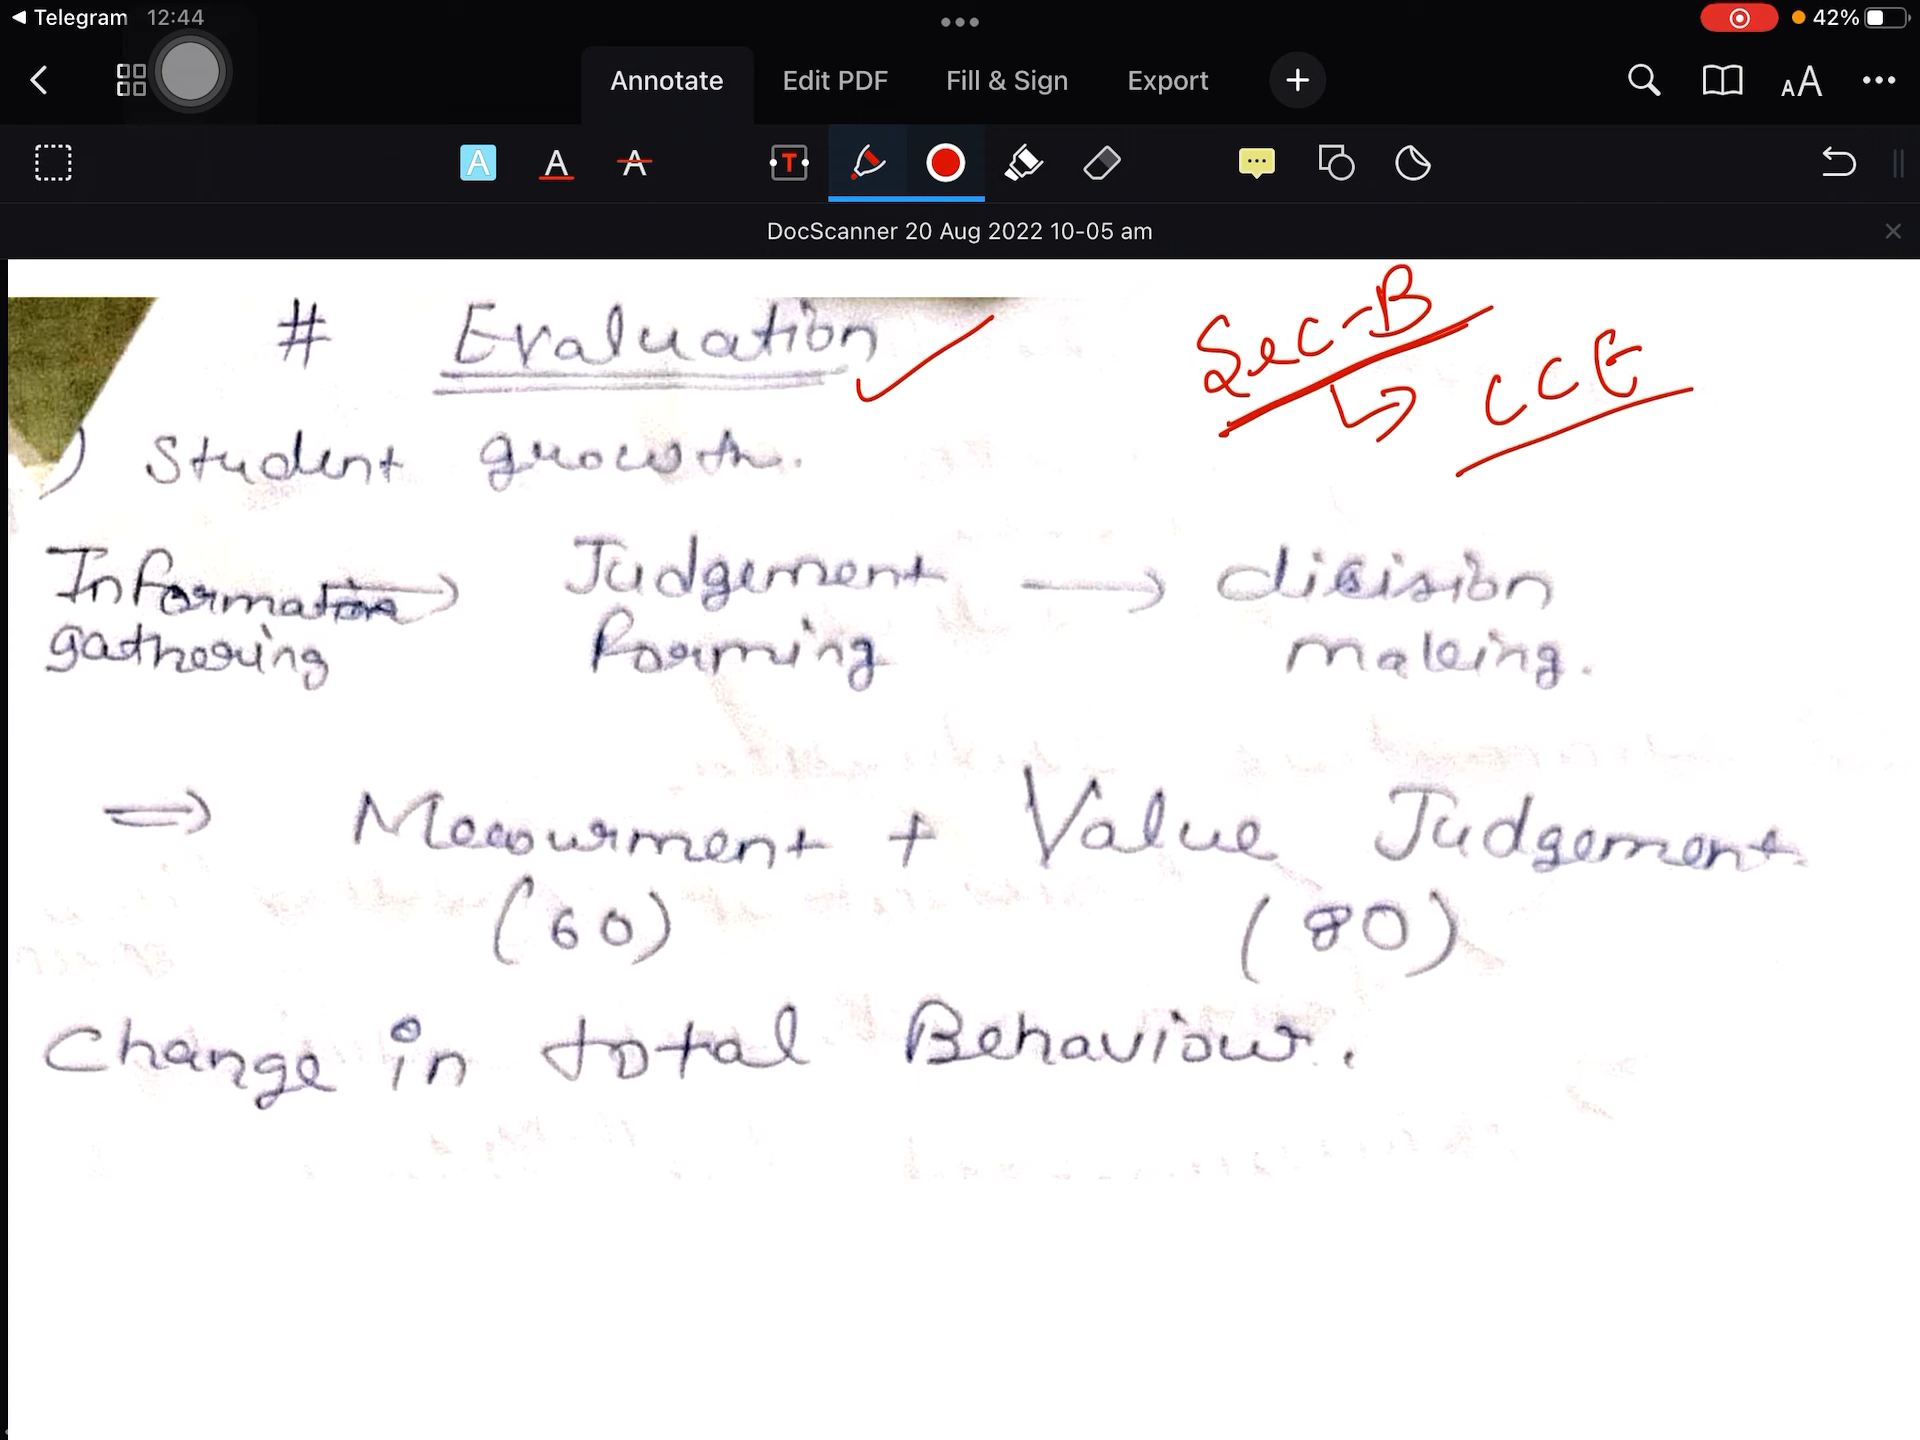 Telegram 12:44
42%
Annotate Edit PDF Fill & Sign Export
DocScanner 20 Aug 2022 10-05 am
# Evaluation
Sec-B
↳ CCE
) Student growth.
Information → Judgement → dicision
gathering forming making.
⇒ Measurment + Value Judgement.
(60) (80)
Change in total Behaviour.